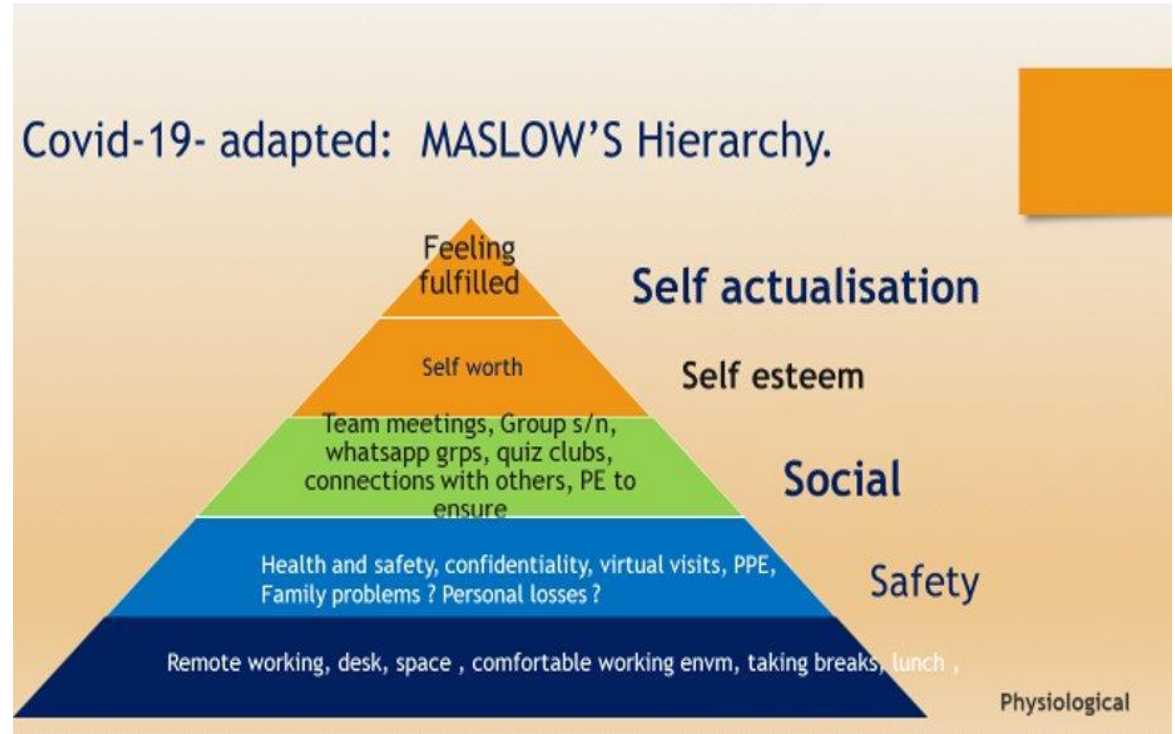 Covid-19- adapted:  MASLOW'S Hierarchy.
Feeling
fulfilled
Self actualisation
Self worth
Self esteem
Team meetings, Group s/n,
whatsapp grps, quiz clubs,
connections with others, PE to
ensure
Social
Health and safety, confidentiality, virtual visits, PPE,
Family problems ? Personal losses ?
Safety
Remote working, desk, space , comfortable working envm, taking breaks, lunch ,
Physiological